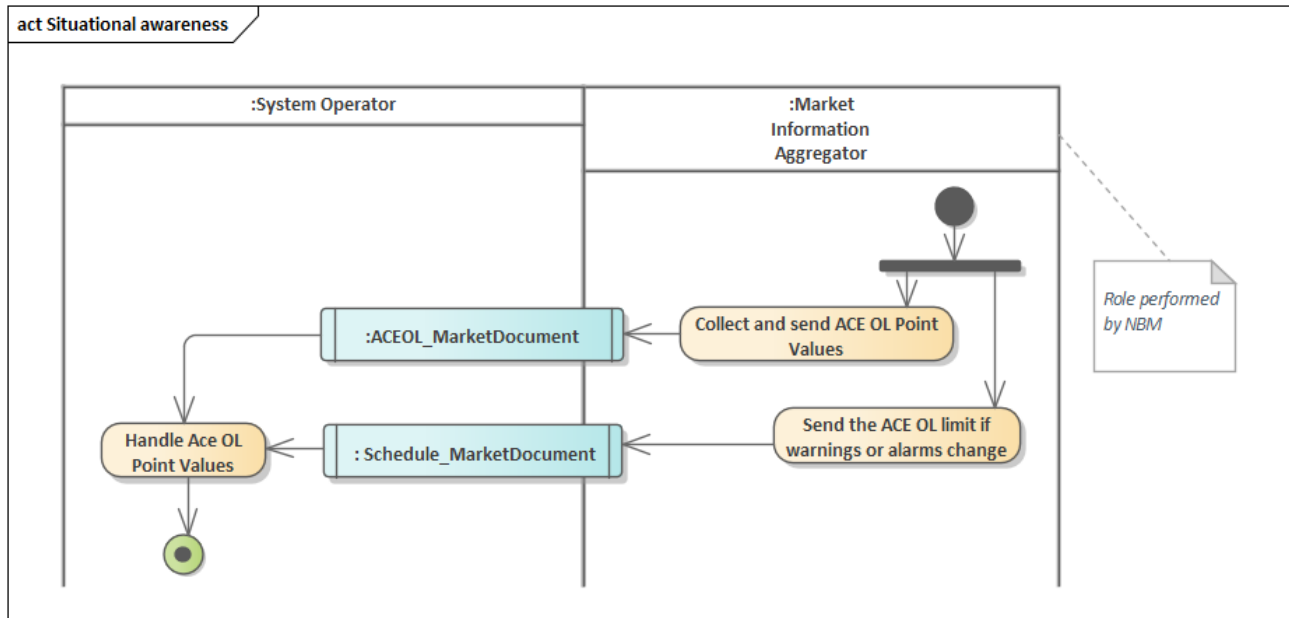 act Situational awareness
:System Operator
:Market
Information
Aggregator
Role performed
by NBM
:ACEOL_MarketDocument
Collect and send ACE OL Point
Values
Handle Ace OL
Point Values
: Schedule_MarketDocument
Send the ACE OL limit if
warnings or alarms change